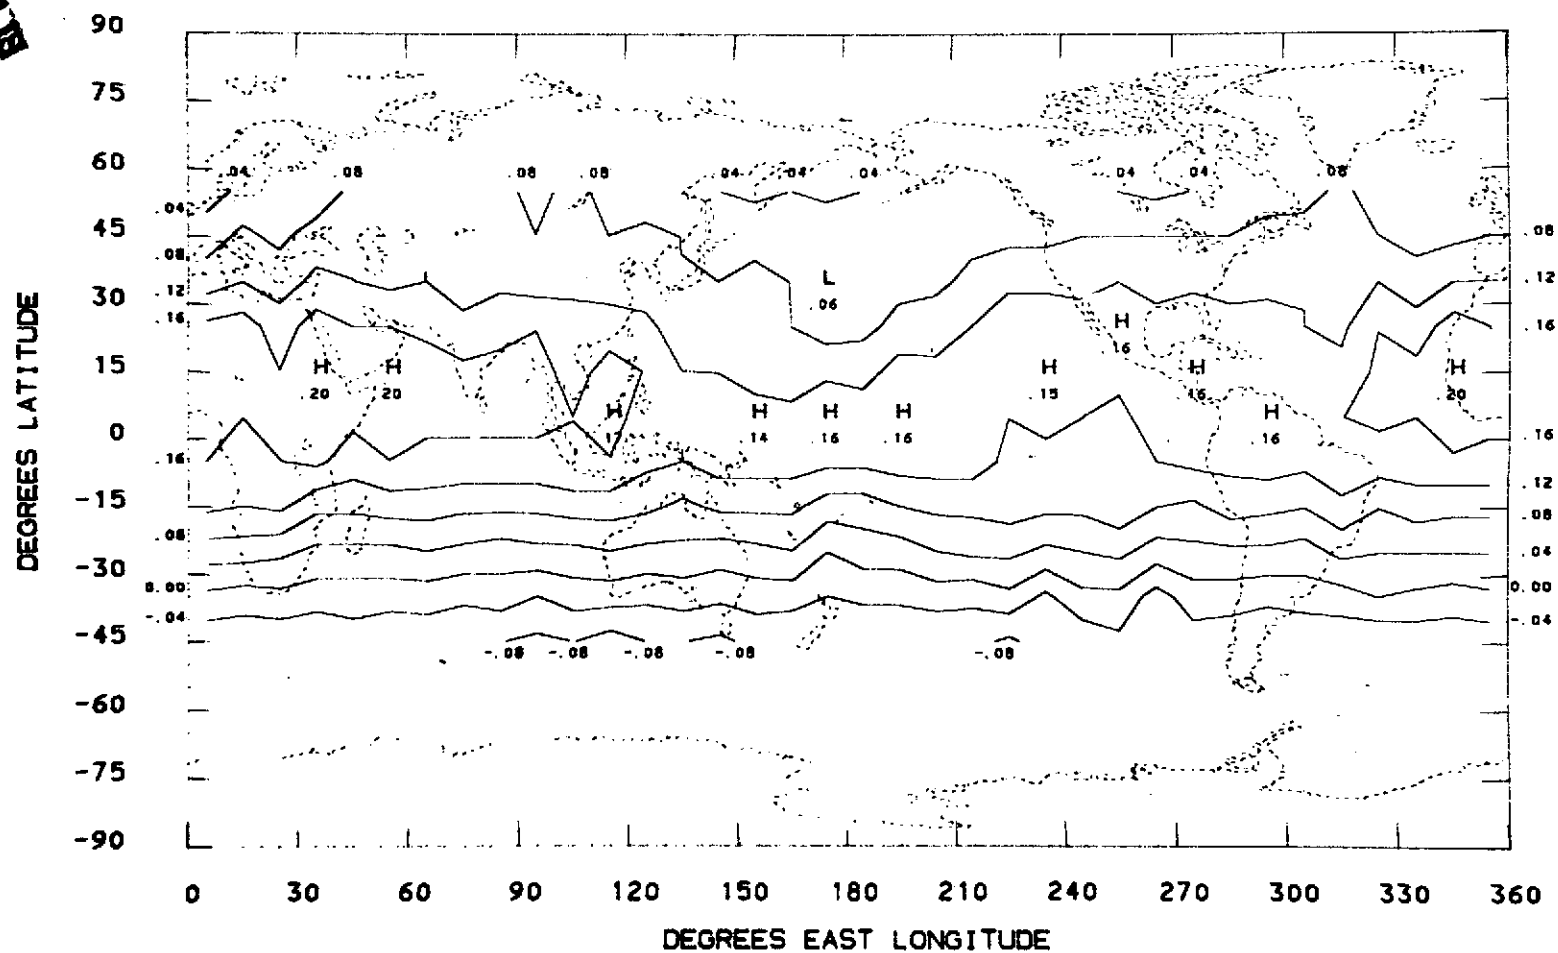 90
75
60
.04 .08 .08 .08 .04 .04 .04 .04 .04 .08
.04
45
.08 .08
L
.12 .12
30 .06
H
.16 .16
16
15 H H H H H
.20 20 .15 16 20
H H H H H
0
.14 .16 .16 .16 .16
.16
.12
-15
.08
.08
.04
-30
0.00 0.00
-.04 -.04
-45
-.08 -.08 -.08 -.08 -.08
-60
-75
-90
0 30 60 90 120 150 180 210 240 270 300 330 360
DEGREES EAST LONGITUDE
DEGREES LATITUDE